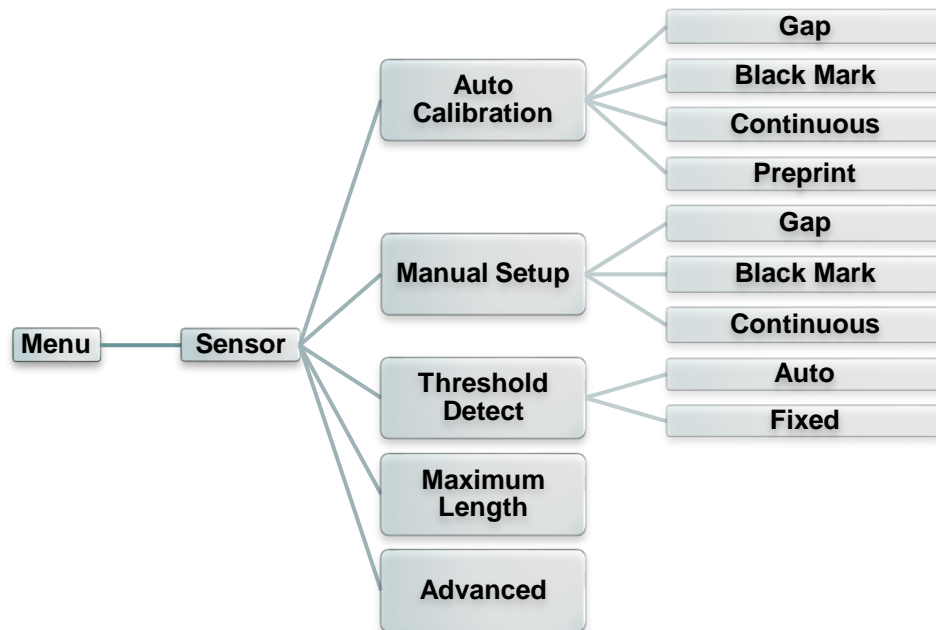 Menu
Sensor
Auto
Calibration
Gap
Black Mark
Continuous
Preprint
Manual Setup
Gap
Black Mark
Continuous
Threshold
Detect
Auto
Fixed
Maximum
Length
Advanced